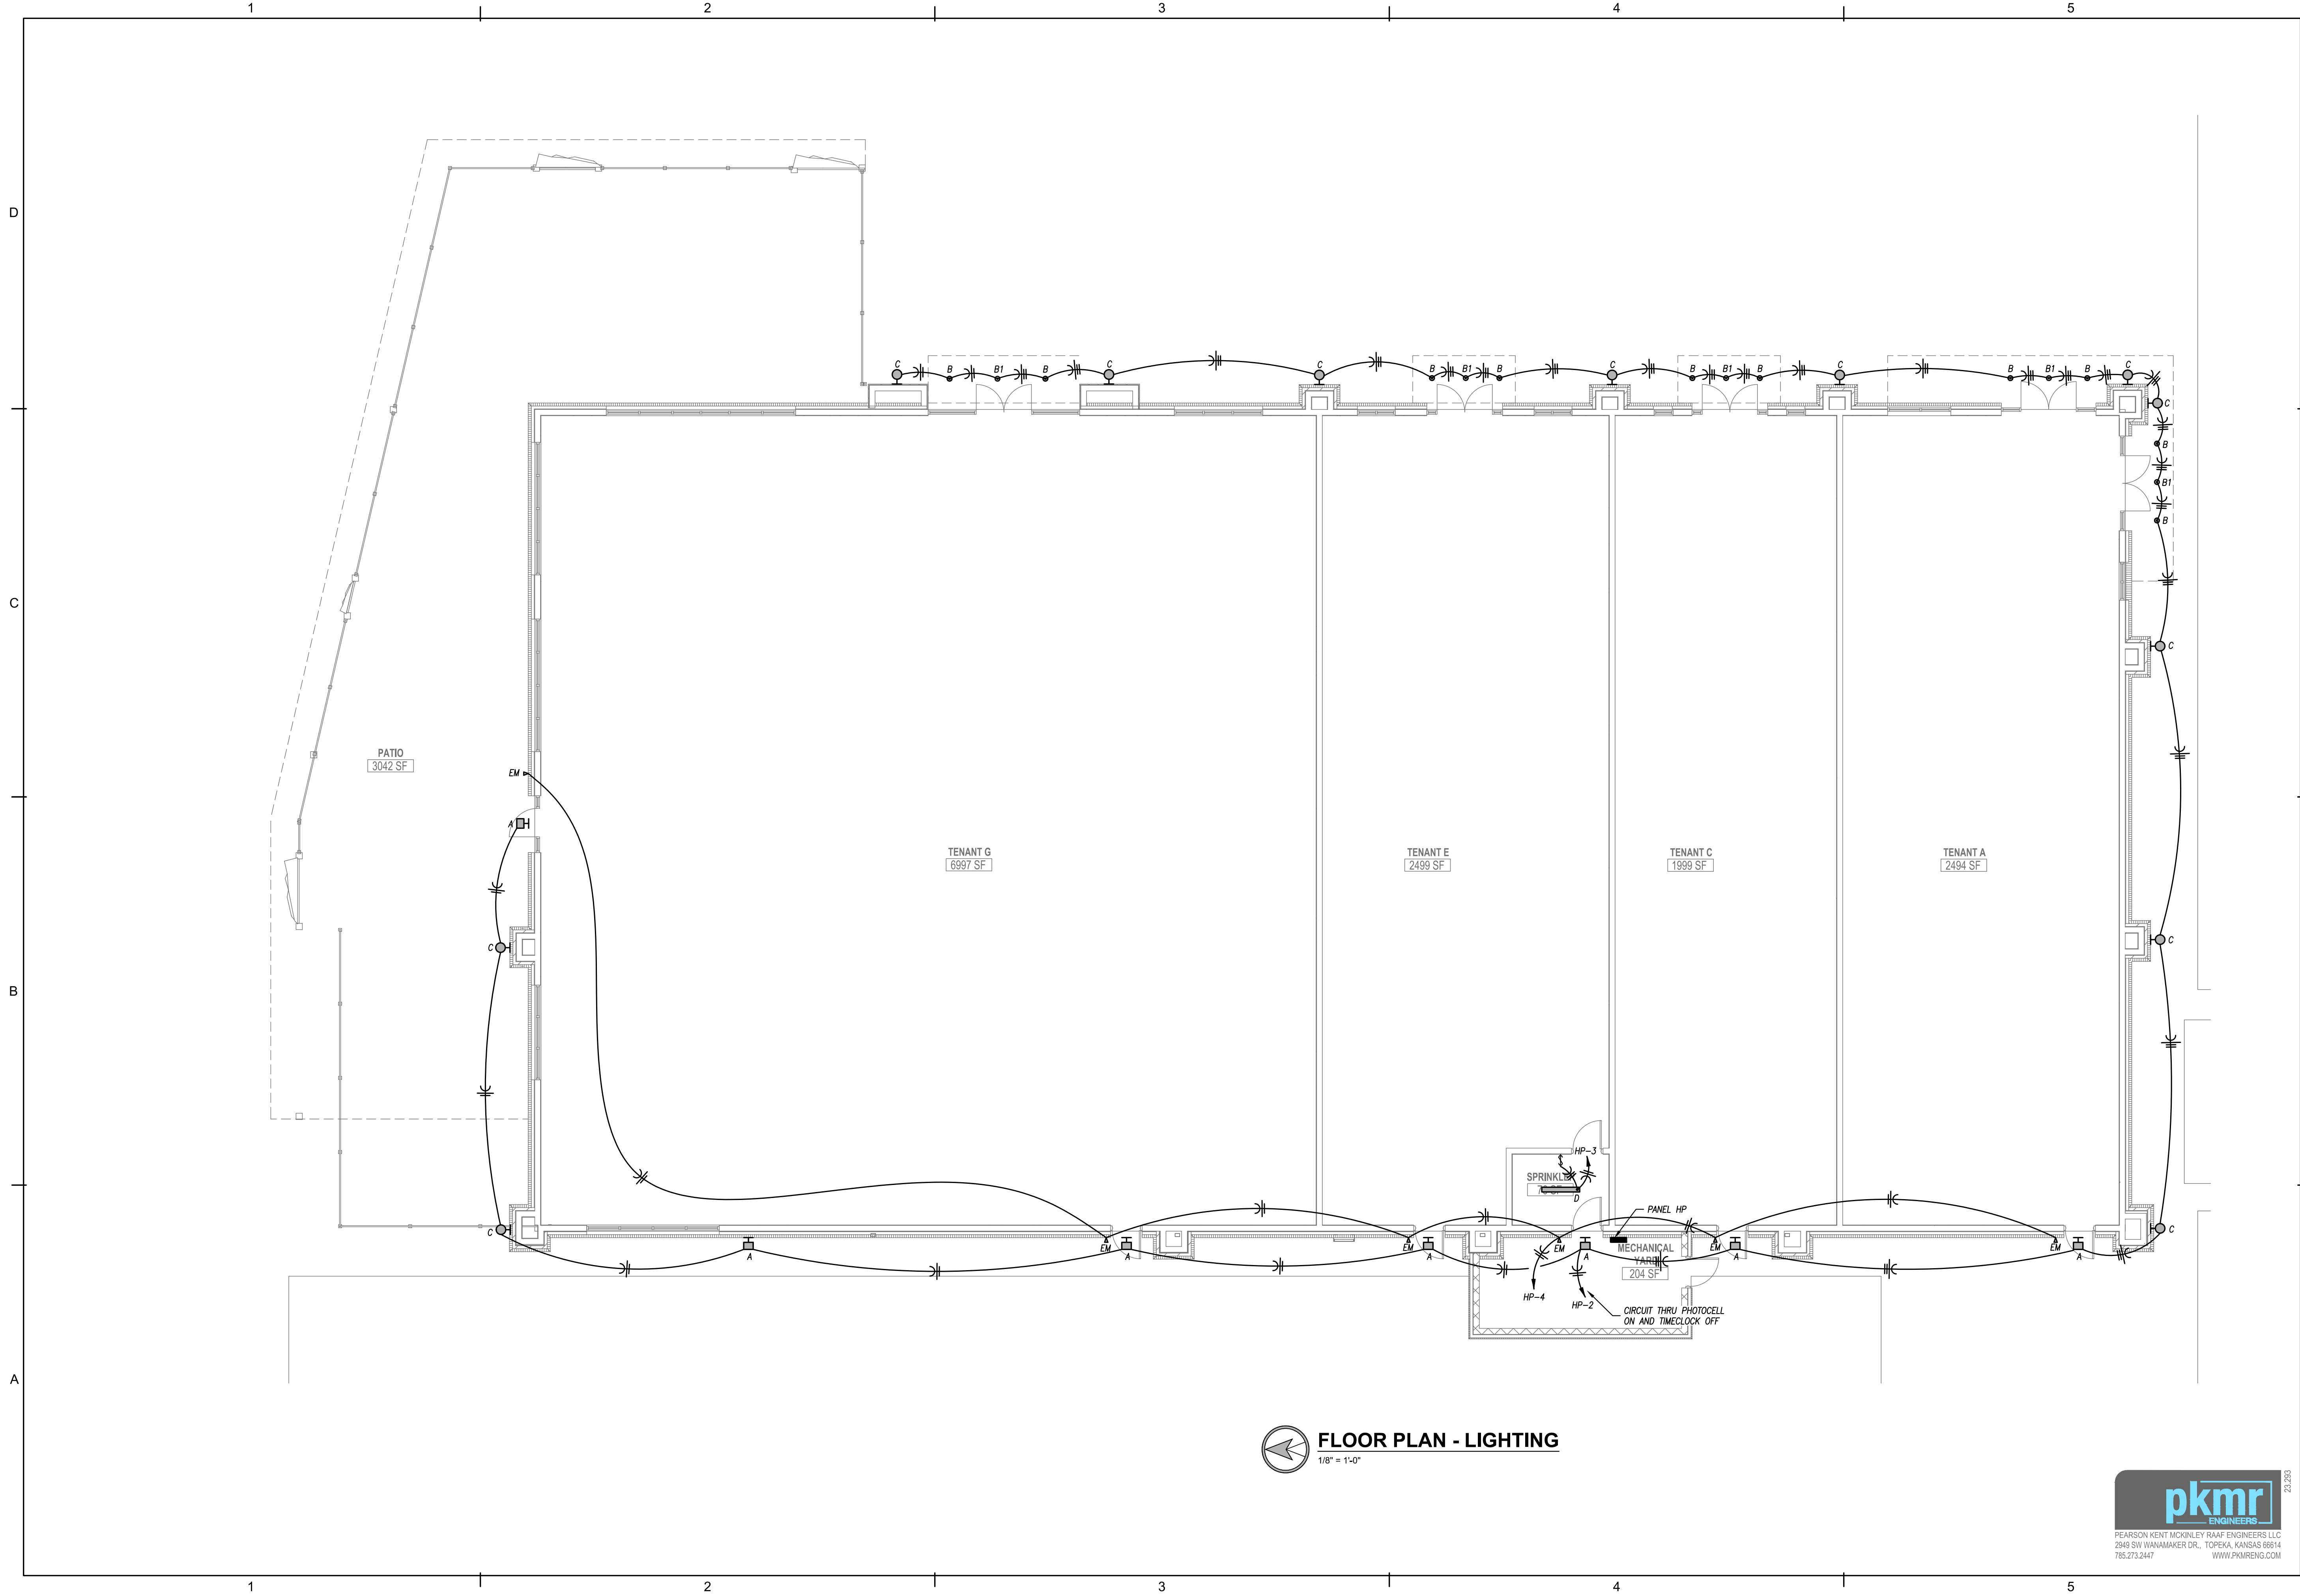 1 2 3 4 5
D
C B B1 B C C B B1 B C B B1 B C B B1 B C
C
B
B1
B
C
C
PATIO
3042 SF
EM
A
TENANT G
6997 SF
TENANT E
2499 SF
TENANT C
1999 SF
TENANT A
2494 SF
C
C
B
HP-3
SPRINKLER
D
PANEL HP
C
C
EM EM EM EM EM
A A A A A A
MECHANICAL
YARD
204 SF
HP-4
HP-2
CIRCUIT THRU PHOTOCELL
ON AND TIMECLOCK OFF
A
FLOOR PLAN - LIGHTING
1/8" = 1'-0"
23.293
pkmr
ENGINEERS
PEARSON KENT MCKINLEY RAAF ENGINEERS LLC
2949 SW WANAMAKER DR., TOPEKA, KANSAS 66614
785.273.2447 WWW.PKMRENG.COM
1 2 3 4 5